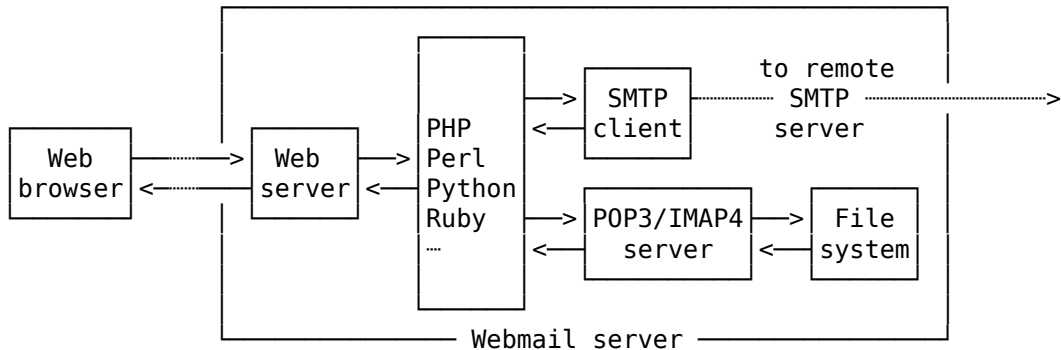 to remote
SMTP
server
SMTP
client
PHP
Perl
Python
Ruby
....
Web
browser
Web
server
POP3/IMAP4
server
File
system
Webmail server